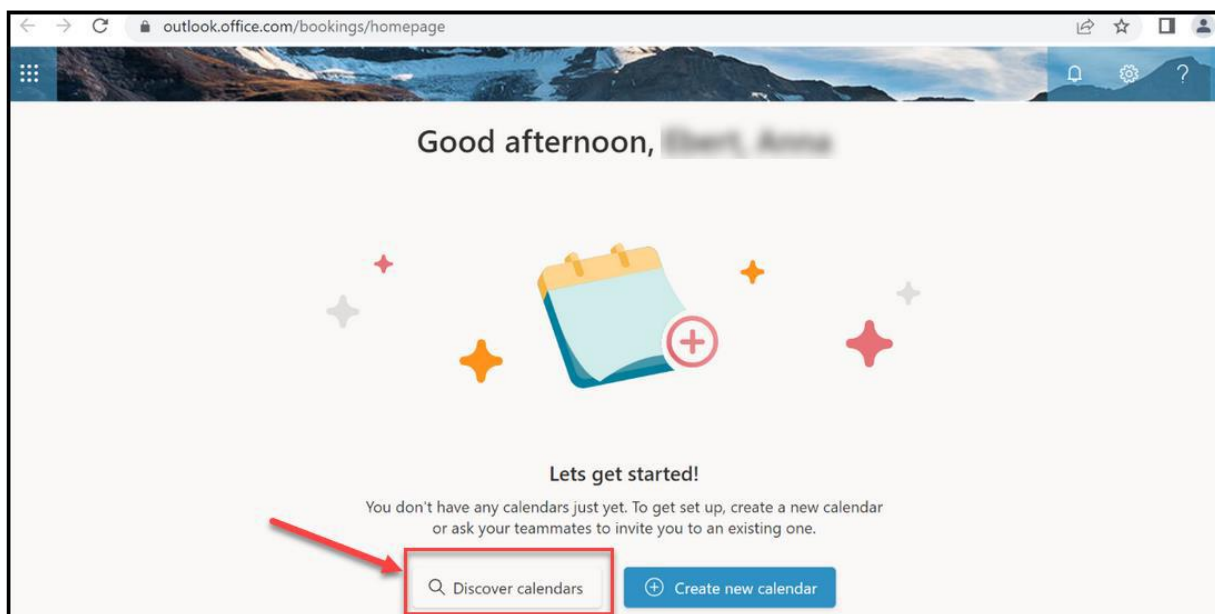 outlook.office.com/bookings/homepage
?
Good afternoon,
Lets get started!
You don't have any calendars just yet. To get set up, create a new calendar
or ask your teammates to invite you to an existing one.
Discover calendars
Create new calendar